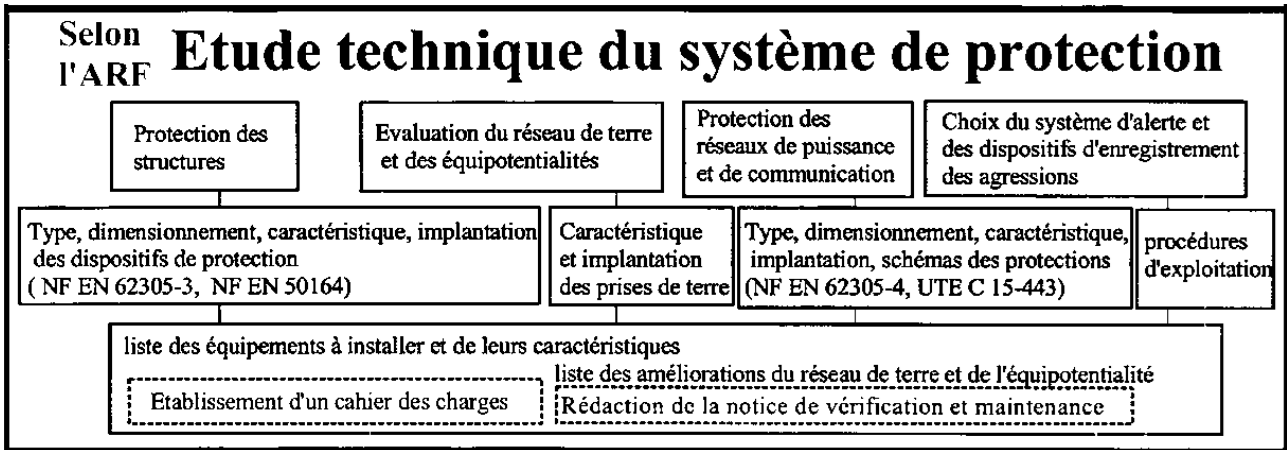 Selon
l'ARF
Etude technique du système de protection
Protection des
structures
Evaluation du réseau de terre
et des équipotentialités
Protection des
réseaux de puissance
et de communication
Choix du système d'alerte et
des dispositifs d'enregistrement
des agressions
Type, dimensionnement, caractéristique, implantation
des dispositifs de protection
( NF EN 62305-3, NF EN 50164)
Caractéristique
et implantation
des prises de terre
Type, dimensionnement, caractéristique,
implantation, schémas des protections
(NF EN 62305-4, UTE C 15-443)
procédures
d'exploitation
liste des équipements à installer et de leurs caractéristiques
liste des améliorations du réseau de terre et de l'équipotentialité
Etablissement d'un cahier des charges
Rédaction de la notice de vérification et maintenance